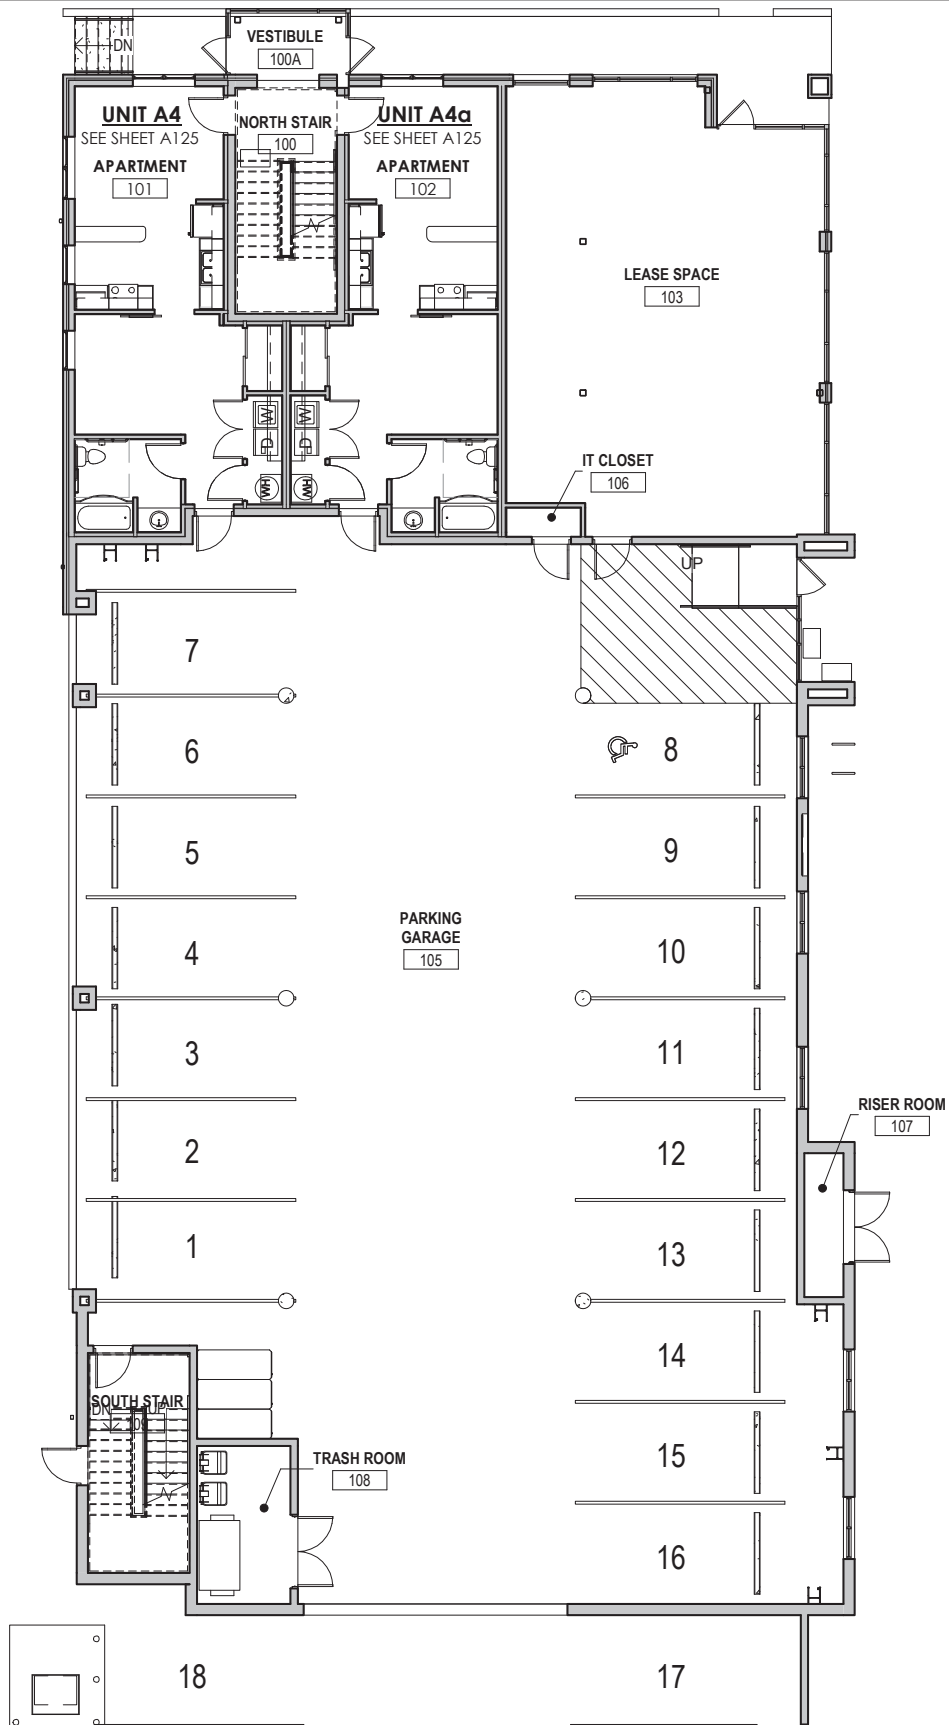 DN
VESTIBULE
100A
UNIT A4
SEE SHEET A125
APARTMENT
101
NORTH STAIR
100
UNIT A4a
SEE SHEET A125
APARTMENT
102
LEASE SPACE
103
IT CLOSET
106
W
W
D
D
WH
WH
UP
7
6
8
5
9
PARKING
GARAGE
105
4
10
3
11
RISER ROOM
107
2
12
1
13
14
SOUTH STAIR
DN
UP
109
15
TRASH ROOM
108
16
18
17